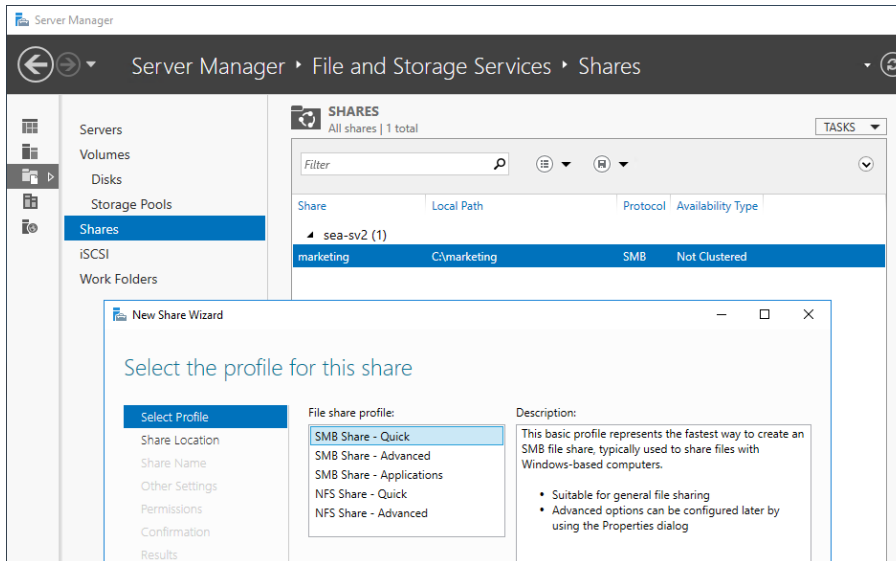 Server Manager
Server Manager ‣ File and Storage Services ‣ Shares
Servers
Volumes
Disks
Storage Pools
Shares
iSCSI
Work Folders
SHARES
All shares | 1 total
TASKS
Filter
Share Local Path Protocol Availability Type
sea-sv2 (1)
marketing C:\marketing SMB Not Clustered
New Share Wizard
Select the profile for this share
Select Profile
Share Location
Share Name
Other Settings
Permissions
Confirmation
Results
File share profile:
SMB Share - Quick
SMB Share - Advanced
SMB Share - Applications
NFS Share - Quick
NFS Share - Advanced
Description:
This basic profile represents the fastest way to create an
SMB file share, typically used to share files with
Windows-based computers.
• Suitable for general file sharing
• Advanced options can be configured later by
using the Properties dialog